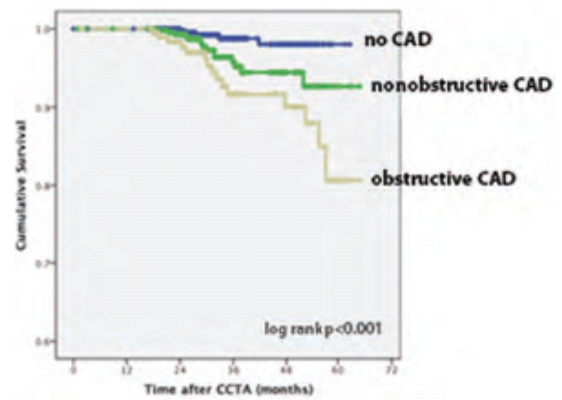 no CAD
nonobstructive CAD
obstructive CAD
log rank p<0.001
Cumulative Survival
1.0
0.9
0.8
0.7
0.6
0 12 24 36 48 60 72
Time after CCTA (months)